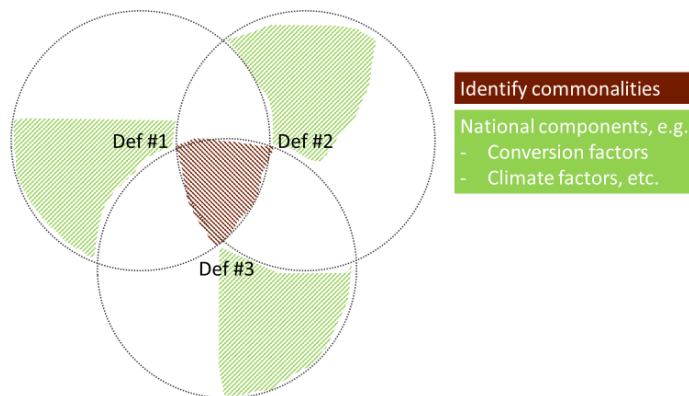 Identify commonalities
National components, e.g.
- Conversion factors
- Climate factors, etc.
Def #1
Def #2
Def #3